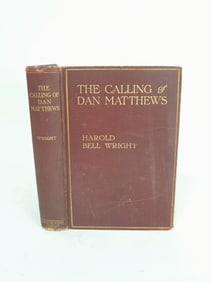 THE
CALLING
OF
DAN
MATTHEWS
WRIGHT
THE CALLING of
DAN MATTHEWS
HAROLD
BELL WRIGHT